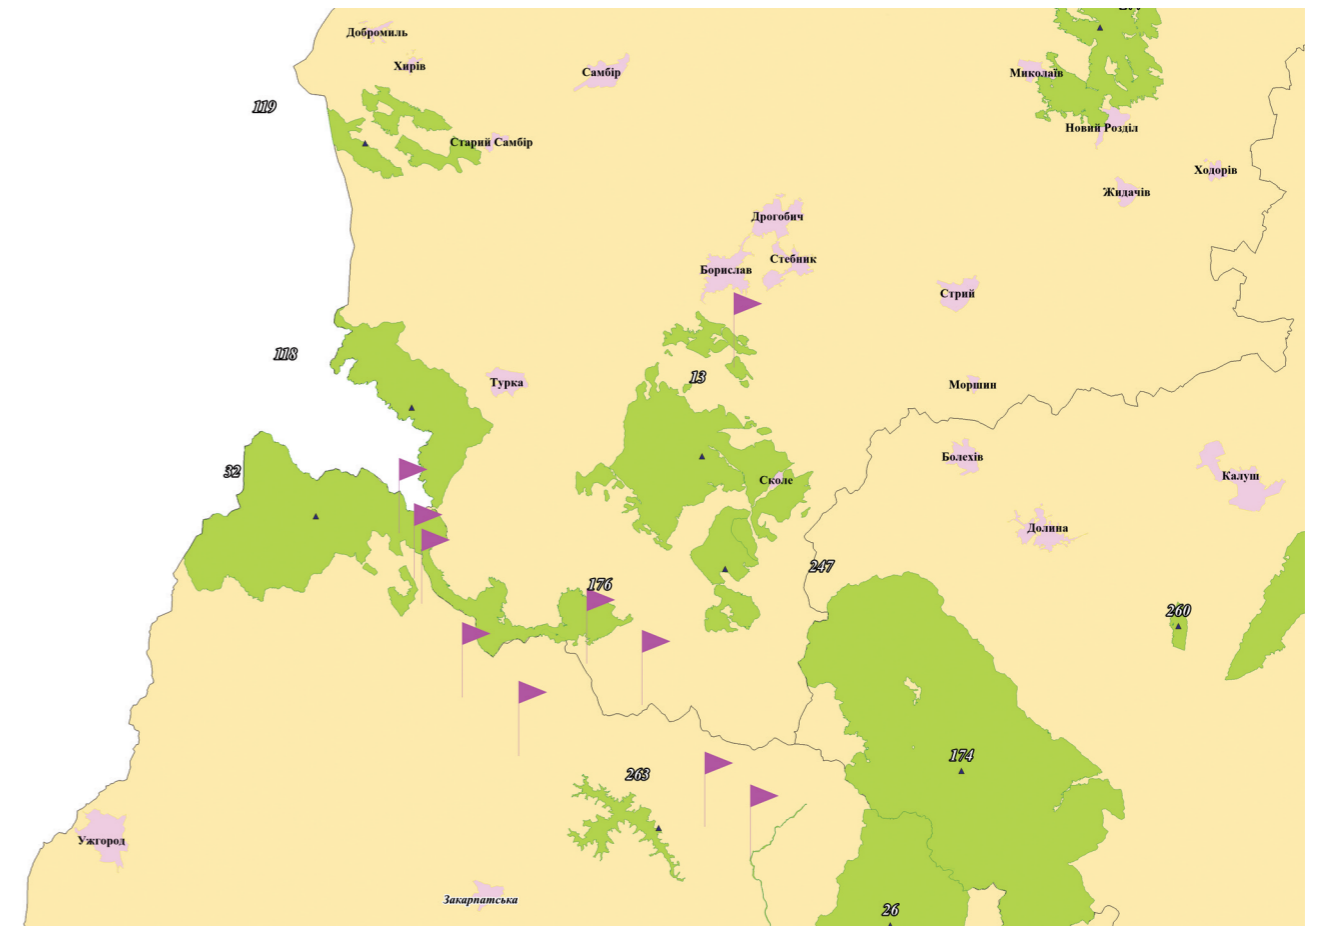 Добромиль
Хирів
Самбір
Миколаїв
119
Новий Розділ
Старий Самбір
Ходорів
Жидачів
Дрогобич
Стебник
Борислав
Стрий
118
13
Турка
Моршин
Болехів
32
Калуш
Сколе
Долина
247
176
260
174
263
Ужгород
Закарпатська
26